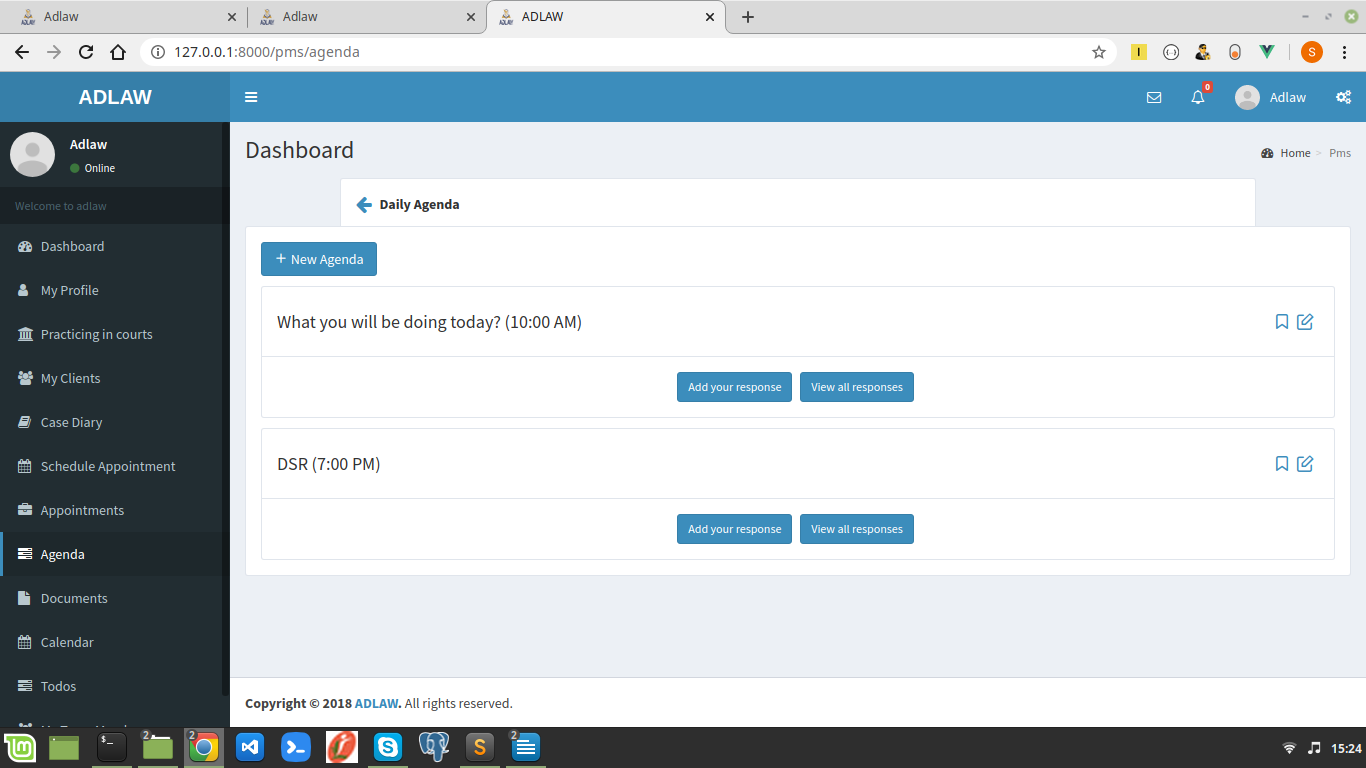 Adlaw
Adlaw
ADLAW
127.0.0.1:8000/pms/agenda
S
ADLAW
0
Adlaw
Adlaw
Online
Welcome to adlaw
Dashboard
My Profile
Practicing in courts
My Clients
Case Diary
Schedule Appointment
Appointments
Agenda
Documents
Calendar
Todos
Dashboard
Home > Pms
Daily Agenda
+ New Agenda
What you will be doing today? (10:00 AM)
Add your response View all responses
DSR (7:00 PM)
Add your response View all responses
Copyright © 2018 ADLAW. All rights reserved.
2 2 2
15:24